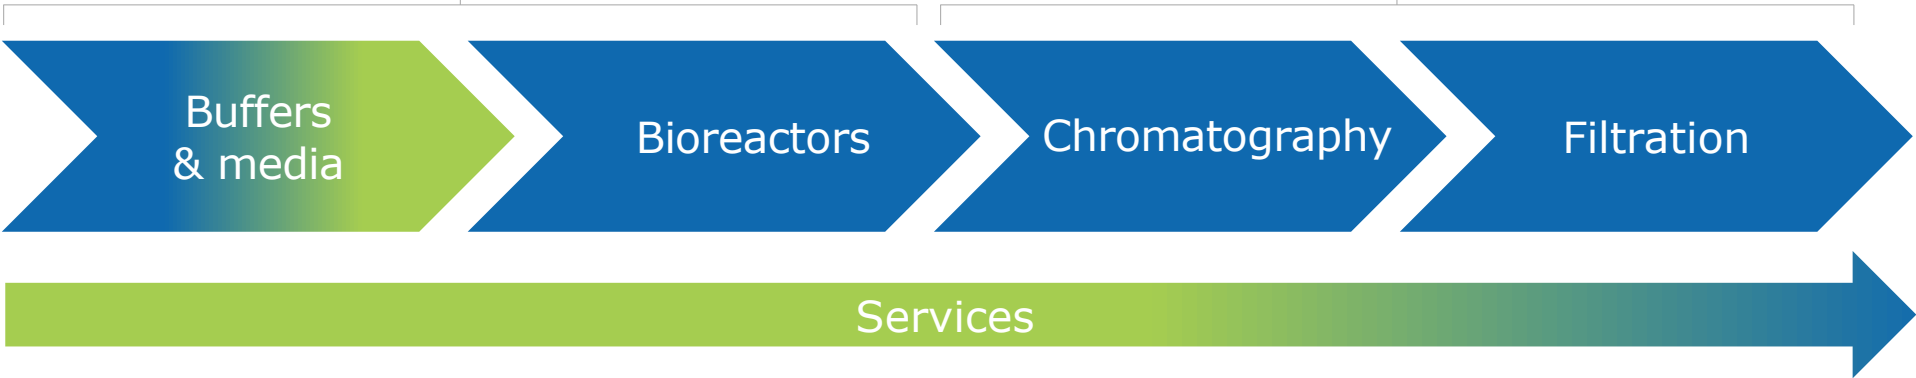 Buffers
& media
Bioreactors
Chromatography
Filtration
Services